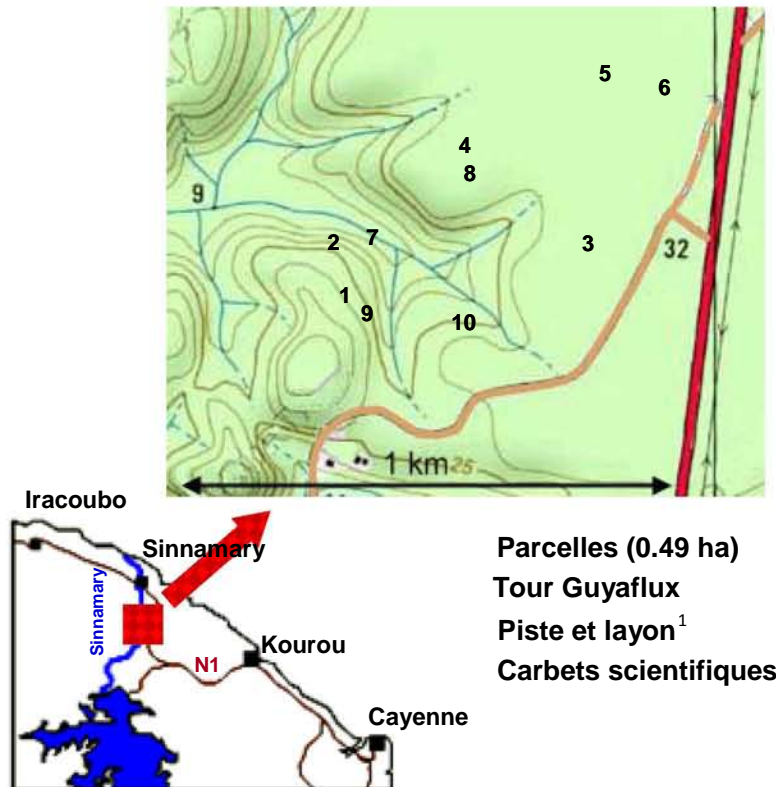 5
6
4
8
9
2
7
3
32
1
9
10
1 km
25
Iracoubo
Sinnamary
Sinnamary
Kourou
N1
Cayenne
Parcelles (0.49 ha)
Tour Guyaflux
Piste et layon¹
Carbets scientifiques